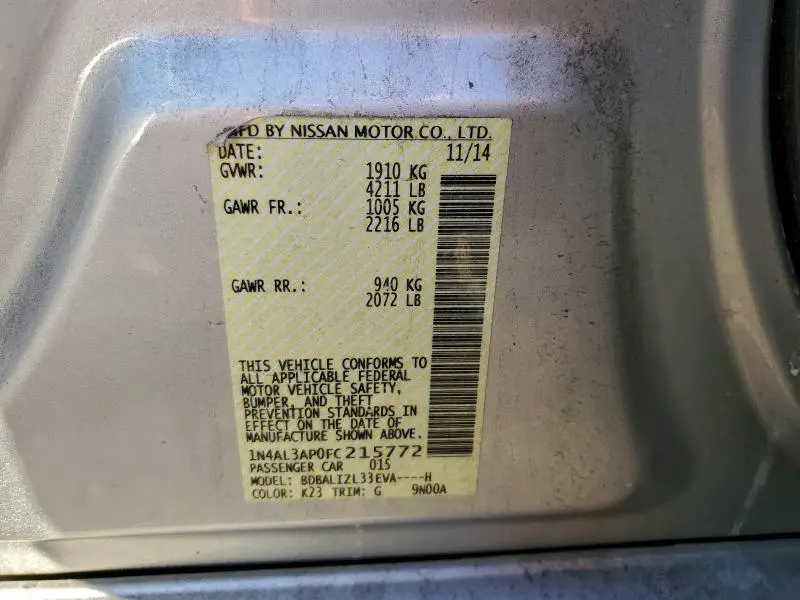 MFD BY NISSAN MOTOR CO., LTD.
DATE: 11/14
GVWR: 1910 KG
4211 LB
GAWR FR.: 1005 KG
2216 LB
GAWR RR.: 940 KG
2072 LB
THIS VEHICLE CONFORMS TO
ALL APPLICABLE FEDERAL
MOTOR VEHICLE SAFETY,
BUMPER, AND THEFT
PREVENTION STANDARDS IN
EFFECT ON THE DATE OF
MANUFACTURE SHOWN ABOVE.
1N4AL3AP0FC215772
PASSENGER CAR 015
MODEL: BDBALIZL33EVA----H
COLOR: K23 TRIM: G 9N00A